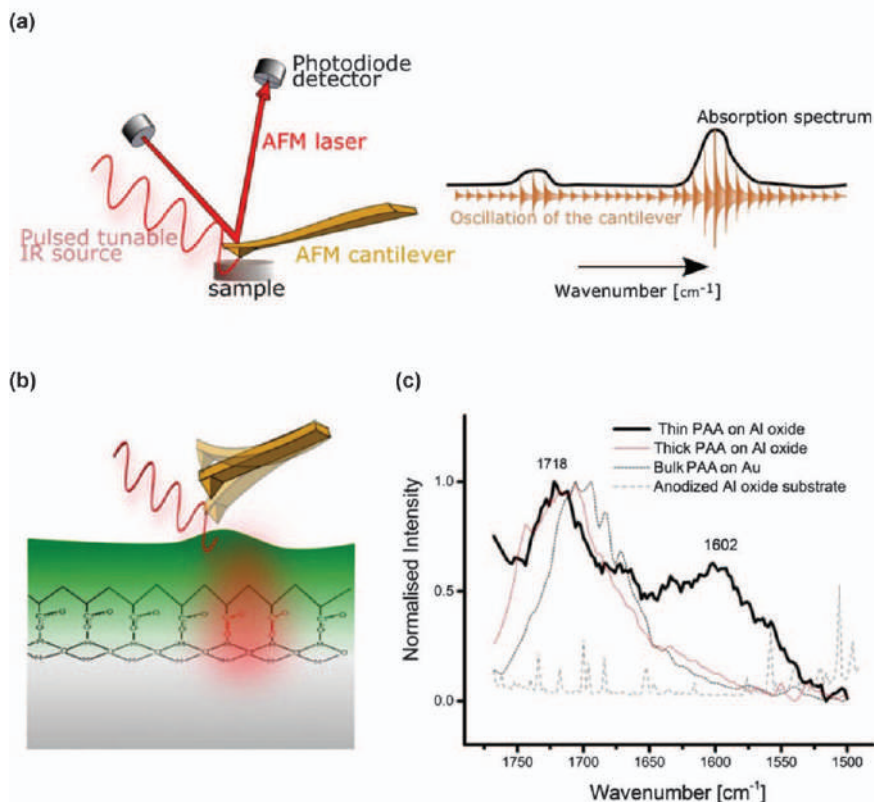 (a)
Photodiode
detector
AFM laser
Pulsed tunable
IR source
AFM cantilever
sample
Absorption spectrum
Oscillation of the cantilever
Wavenumber [cm-1]
(b)
(c)
Thin PAA on Al oxide
Thick PAA on Al oxide
Bulk PAA on Au
Anodized Al oxide substrate
1718
1602
1.0
0.5
0.0
Normalised Intensity
1750 1700 1650 1600 1550 1500
Wavenumber [cm-1]